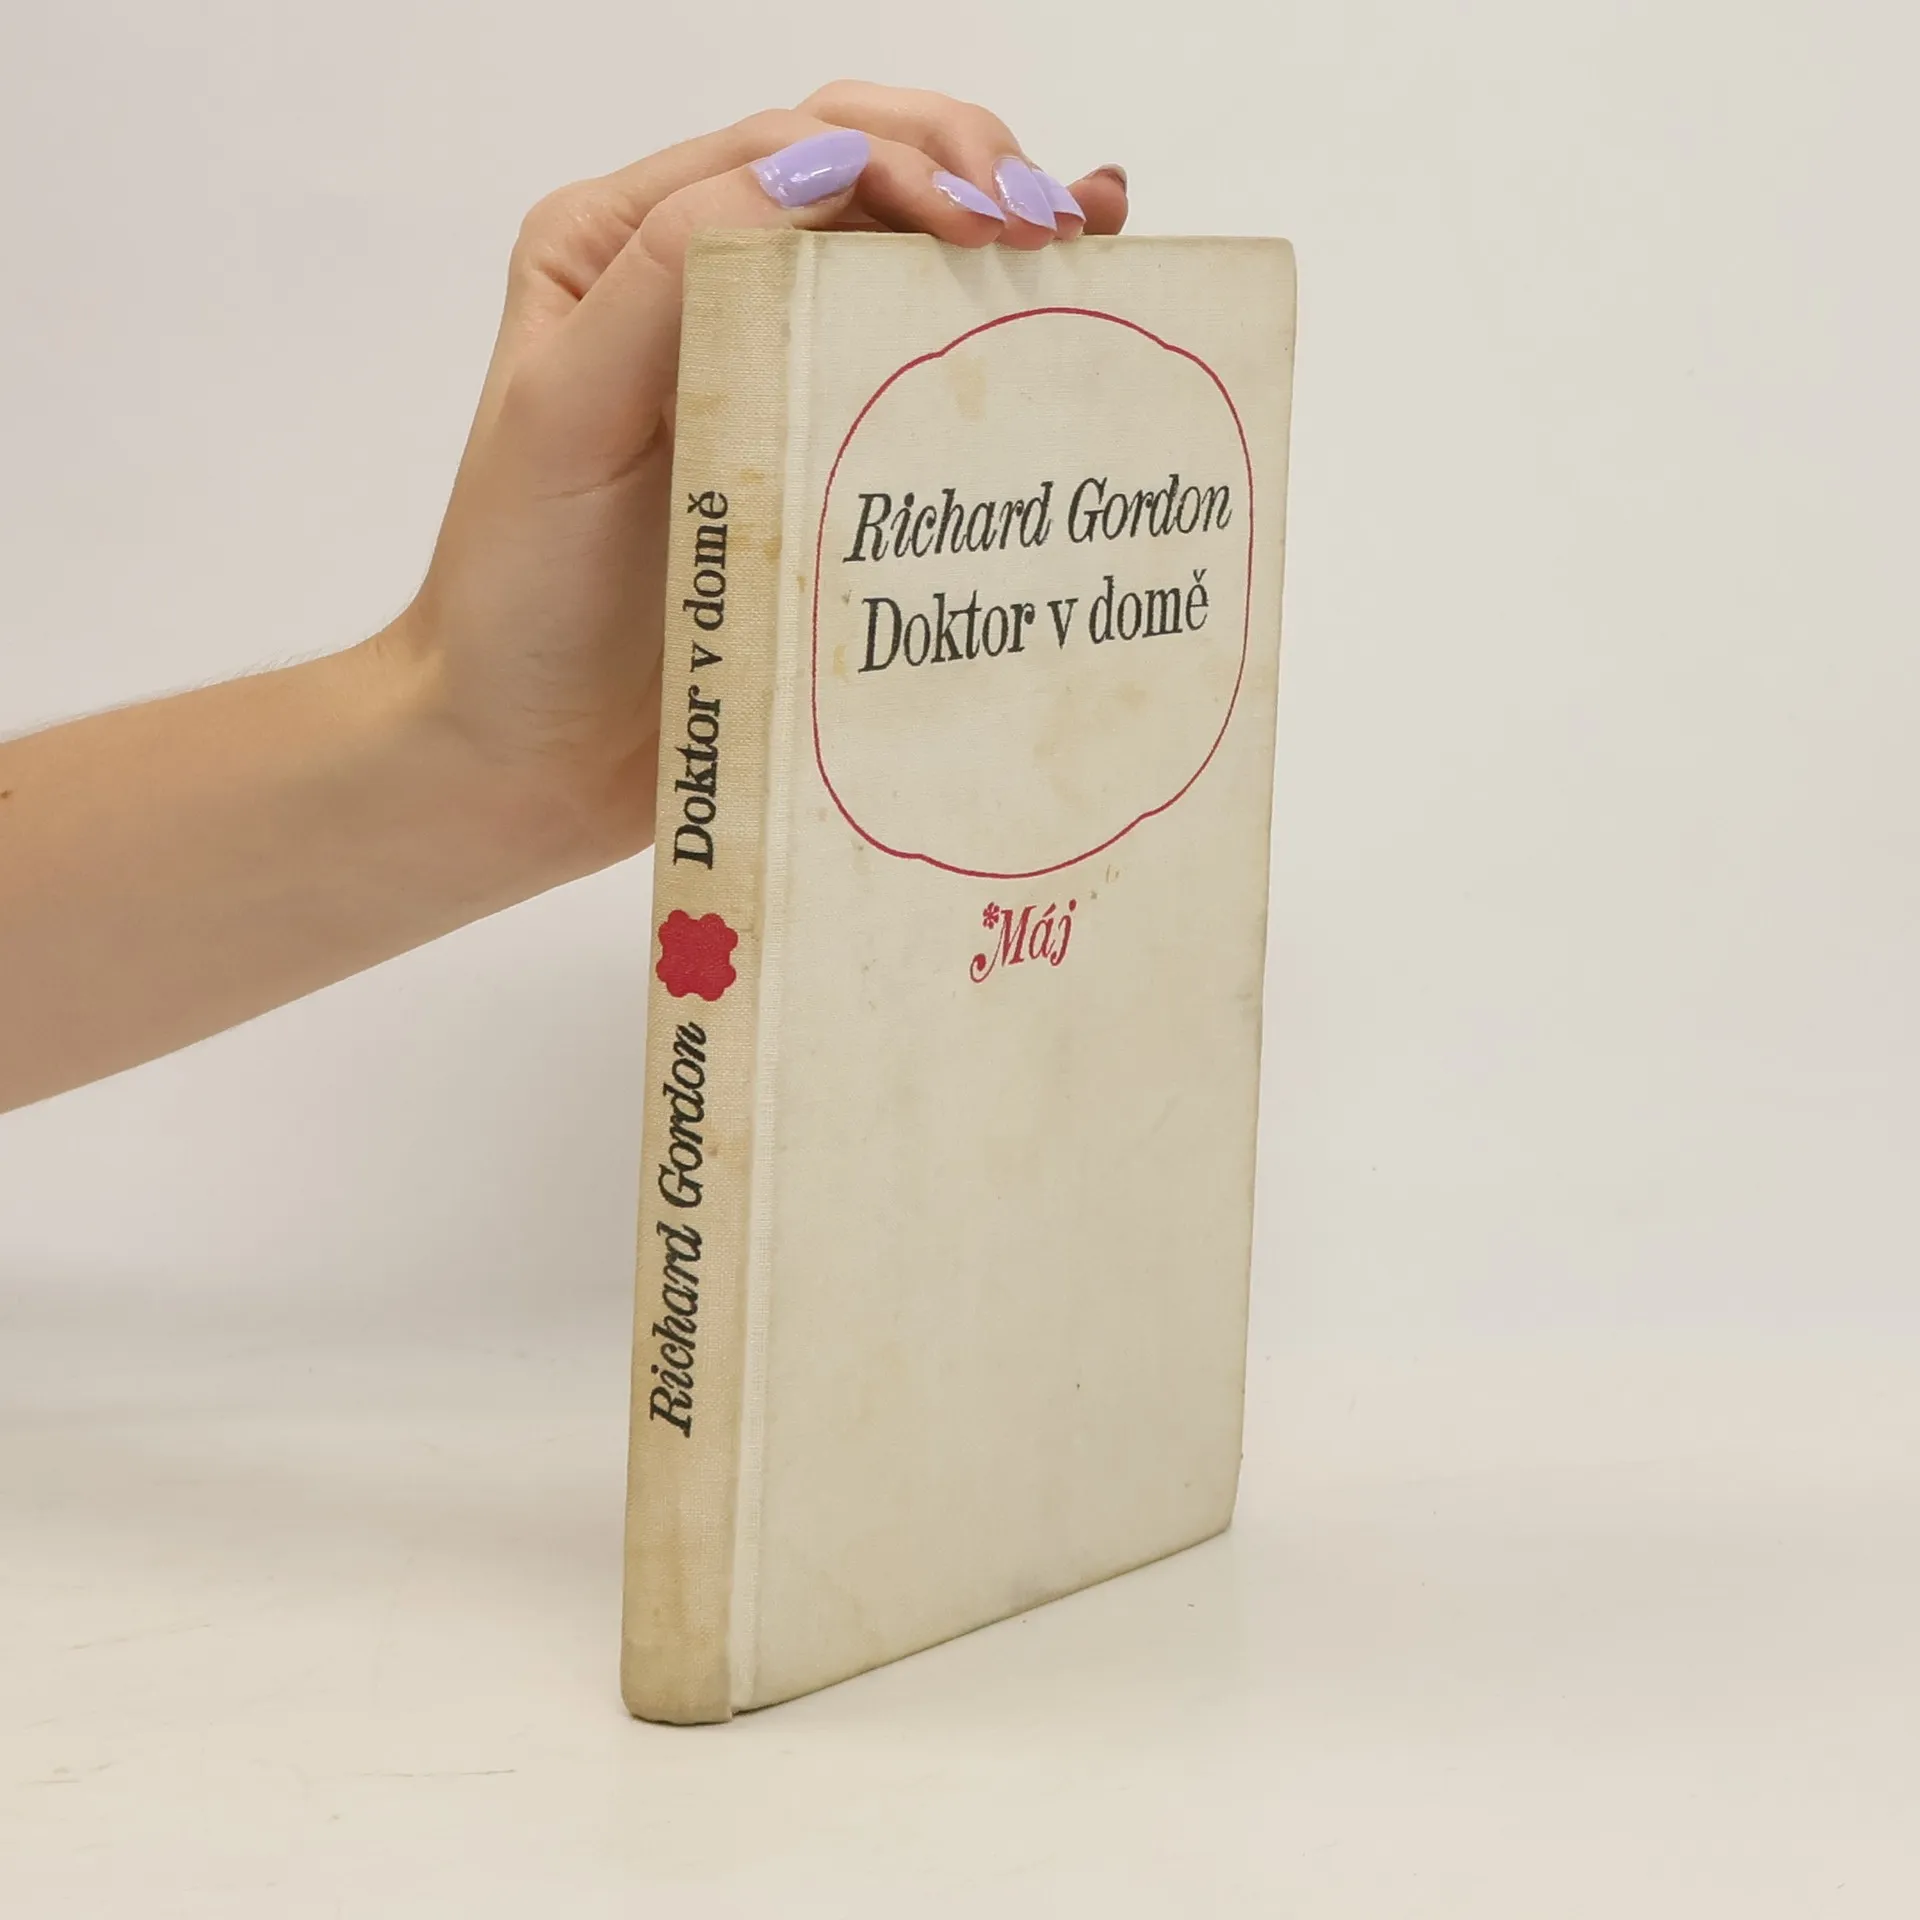 Richard Gordon
Doktor v domě
*Máj
Richard Gordon Doktor v domě